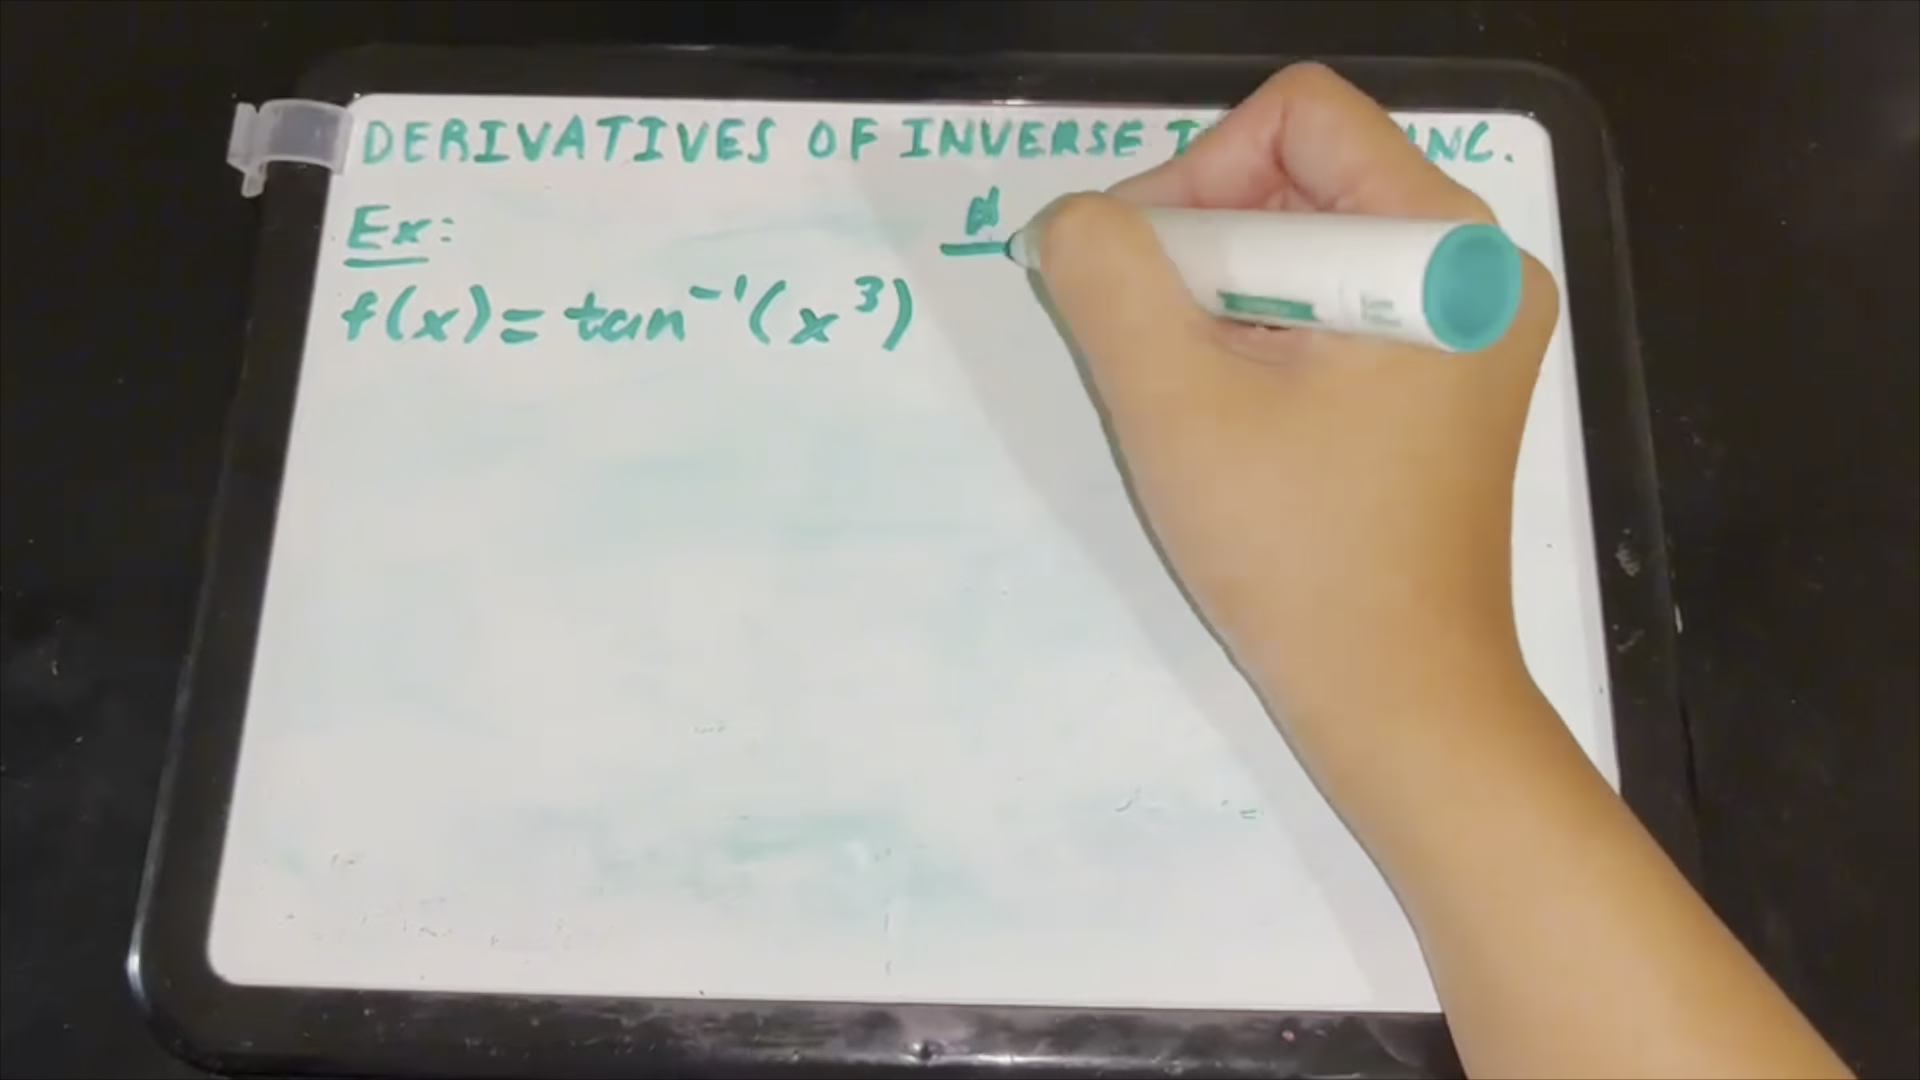 DERIVATIVES OF INVERSE
Ex:
f(x) = tan⁻¹(x³)
d